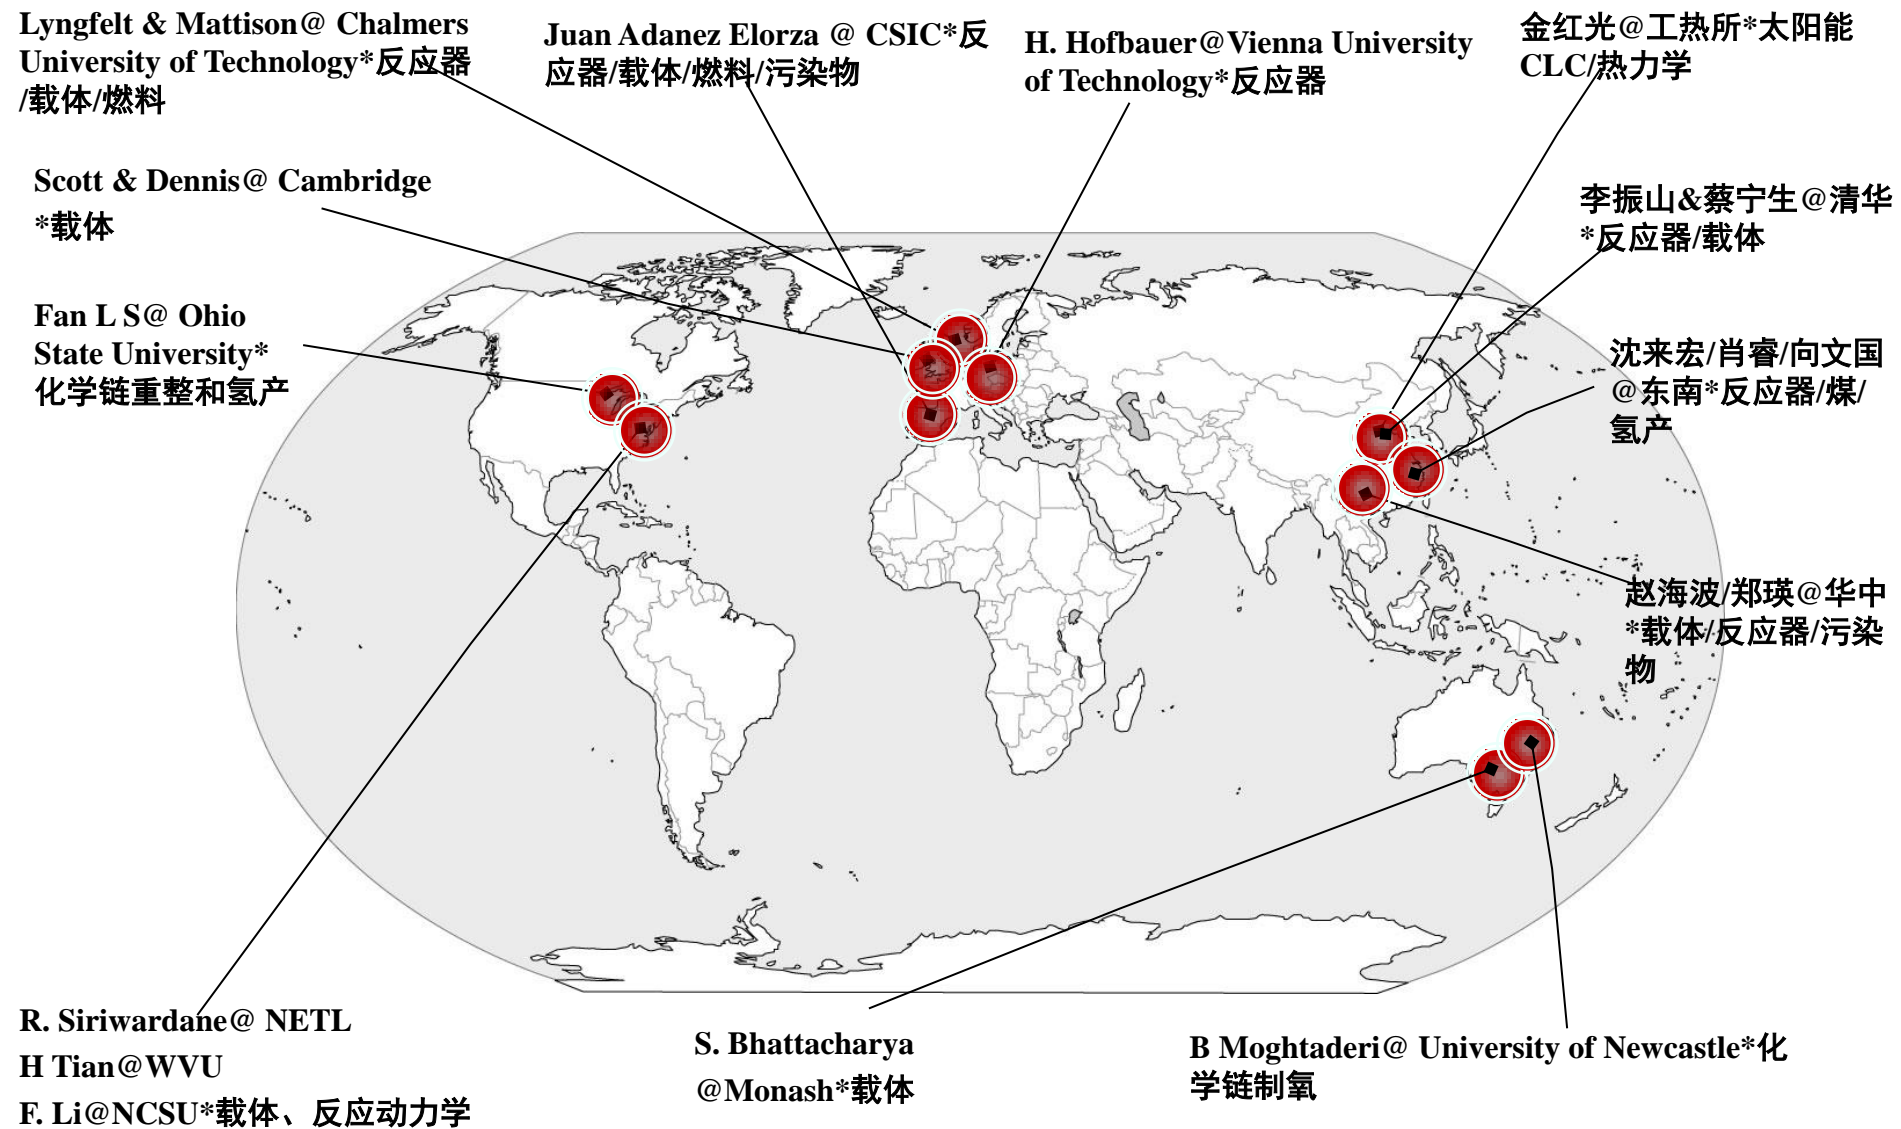 Lyngfelt & Mattison@ Chalmers
University of Technology*反应器
/载体/燃料
Juan Adanez Elorza @ CSIC*反
应器/载体/燃料/污染物
H. Hofbauer@Vienna University
of Technology*反应器
金红光@工热所*太阳能
CLC/热力学
Scott & Dennis@ Cambridge
*载体
李振山&蔡宁生@清华
*反应器/载体
Fan L S@ Ohio
State University*
化学链重整和氢产
沈来宏/肖睿/向文国
@东南*反应器/煤/
氢产
赵海波/郑瑛@华中
*载体/反应器/污染
物
R. Siriwardane@ NETL
H Tian@WVU
F. Li@NCSU*载体、反应动力学
S. Bhattacharya
@Monash*载体
B Moghtaderi@ University of Newcastle*化
学链制氧